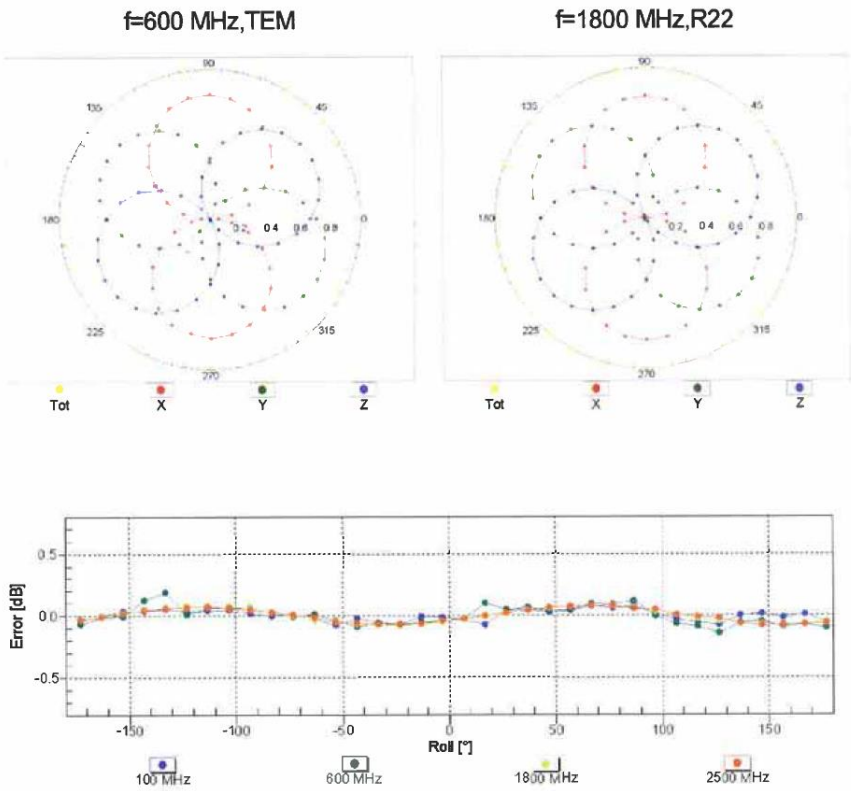 f=600 MHz,TEM
f=1800 MHz,R22
90
135
45
180
0.2
0.4
0.6
0.8
0
225
315
270
Tot
X
Y
Z
90
135
45
180
0.2
0.4
0.6
0.8
0
225
315
270
Tot
X
Y
Z
Error [dB]
0.5
0.0
-0.5
-150
-100
-50
0
50
100
150
Roll [°]
100 MHz
600 MHz
1800 MHz
2500 MHz